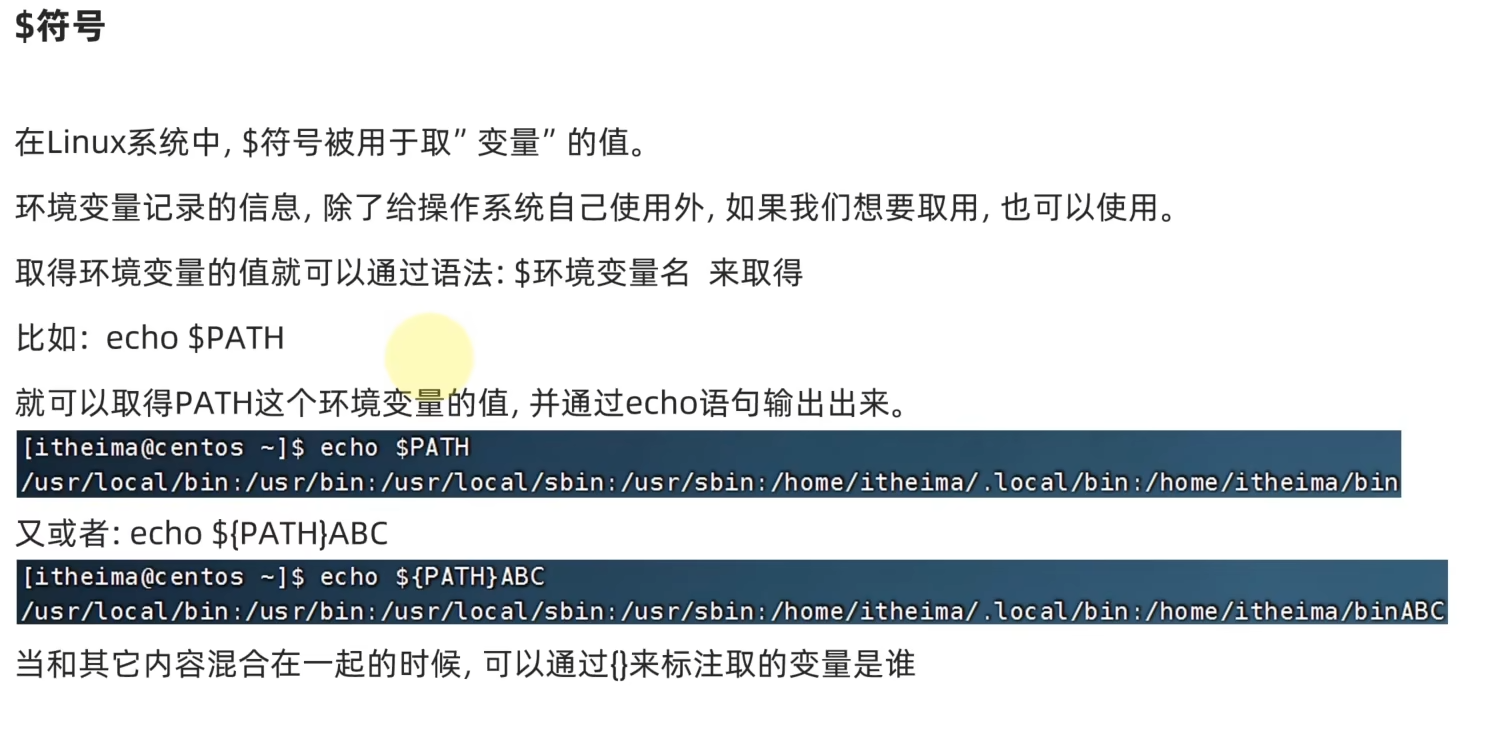 $符号
在Linux系统中, $符号被用于取”变量”的值。
环境变量记录的信息, 除了给操作系统自己使用外, 如果我们想要取用, 也可以使用。
取得环境变量的值就可以通过语法: $环境变量名  来取得
比如:  echo $PATH
就可以取得PATH这个环境变量的值, 并通过echo语句输出出来。
[itheima@centos ~]$ echo $PATH
/usr/local/bin:/usr/bin:/usr/local/sbin:/usr/sbin:/home/itheima/.local/bin:/home/itheima/bin
又或者: echo ${PATH}ABC
[itheima@centos ~]$ echo ${PATH}ABC
/usr/local/bin:/usr/bin:/usr/local/sbin:/usr/sbin:/home/itheima/.local/bin:/home/itheima/binABC
当和其它内容混合在一起的时候, 可以通过{}来标注取的变量是谁